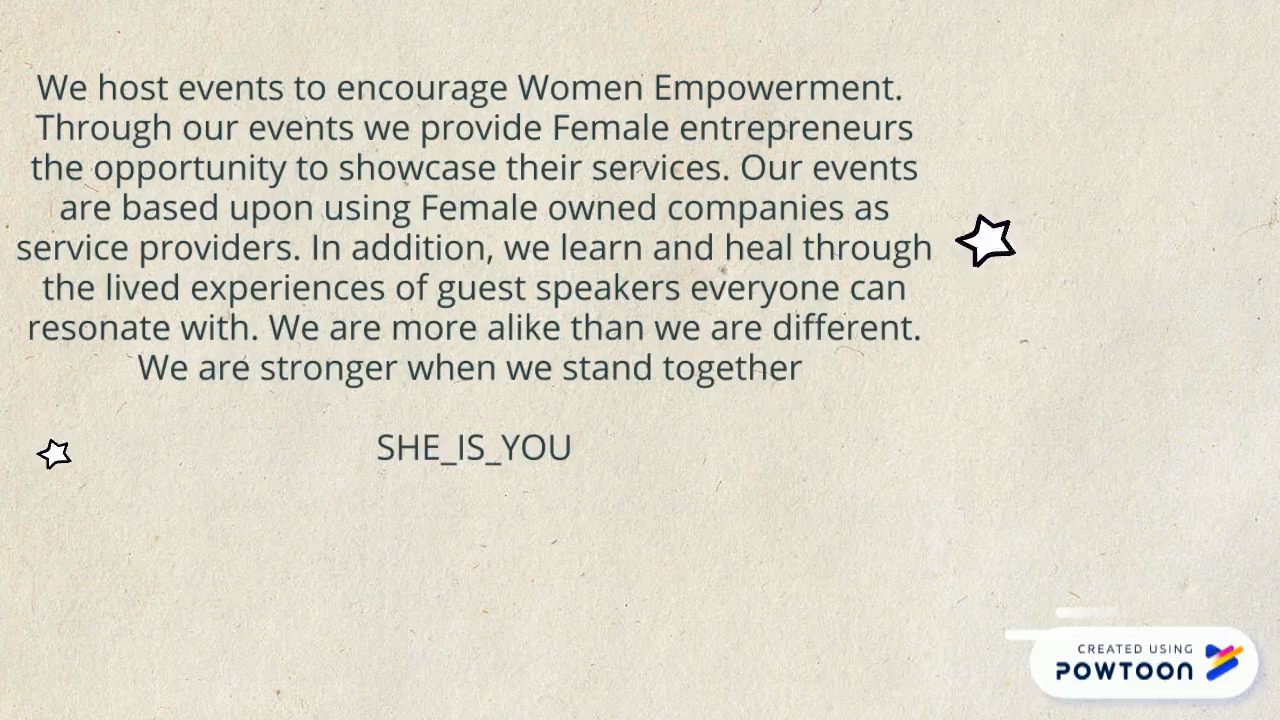 We host events to encourage Women Empowerment.
Through our events we provide Female entrepreneurs
the opportunity to showcase their services. Our events
are based upon using Female owned companies as
service providers. In addition, we learn and heal through
the lived experiences of guest speakers everyone can
resonate with. We are more alike than we are different.
We are stronger when we stand together
SHE_IS_YOU
CREATED USING
POWTOON